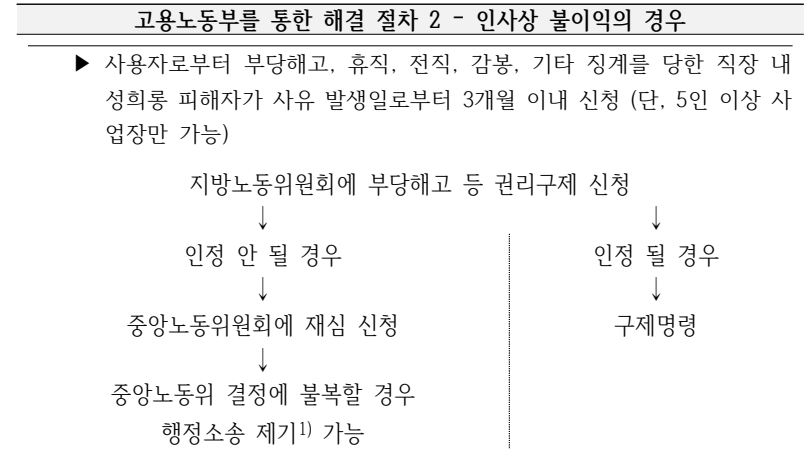 고용노동부를 통한 해결 절차 2 - 인사상 불이익의 경우
▶ 사용자로부터 부당해고, 휴직, 전직, 감봉, 기타 징계를 당한 직장 내
성희롱 피해자가 사유 발생일로부터 3개월 이내 신청 (단, 5인 이상 사
업장만 가능)
지방노동위원회에 부당해고 등 권리구제 신청
↓ ↓
인정 안 될 경우 인정 될 경우
↓ ↓
중앙노동위원회에 재심 신청 구제명령
↓
중앙노동위 결정에 불복할 경우
행정소송 제기1) 가능